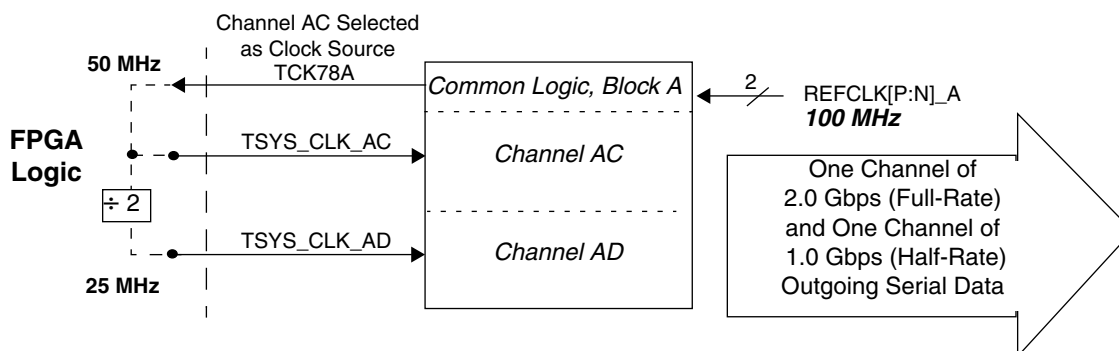 Channel AC Selected
as Clock Source
TCK78A
50 MHz
Common Logic, Block A
2
REFCLK[P:N]_A
100 MHz
FPGA
Logic
TSYS_CLK_AC
Channel AC
÷ 2
TSYS_CLK_AD
Channel AD
25 MHz
One Channel of
2.0 Gbps (Full-Rate)
and One Channel of
1.0 Gbps (Half-Rate)
Outgoing Serial Data